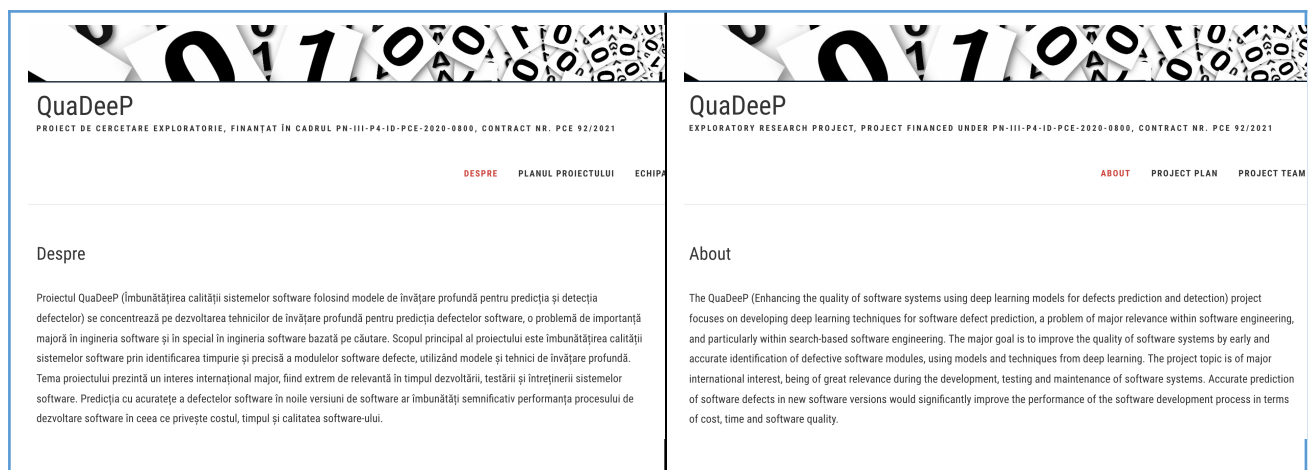 QuaDeeP
PROIECT DE CERCETARE EXPLORATORIE, FINANȚAT ÎN CADRUL PN-III-P4-ID-PCE-2020-0800, CONTRACT NR. PCE 92/2021
DESPRE PLANUL PROIECTULUI ECHIPA
Despre
Proiectul QuaDeeP (Îmbunătățirea calității sistemelor software folosind modele de învățare profundă pentru predicția și detecția
defectelor) se concentrează pe dezvoltarea tehnicilor de învățare profundă pentru predicția defectelor software, o problemă de importanță
majoră în ingineria software și în special în ingineria software bazată pe căutare. Scopul principal al proiectului este îmbunătățirea calității
sistemelor software prin identificarea timpurie și precisă a modulelor software defecte, utilizând modele și tehnici de învățare profundă.
Tema proiectului prezintă un interes internațional major, fiind extrem de relevantă în timpul dezvoltării, testării și întreținerii sistemelor
software. Predicția cu acuratețe a defectelor software în noile versiuni de software ar îmbunătăți semnificativ performanța procesului de
dezvoltare software în ceea ce privește costul, timpul și calitatea software-ului.
QuaDeeP
EXPLORATORY RESEARCH PROJECT, PROJECT FINANCED UNDER PN-III-P4-ID-PCE-2020-0800, CONTRACT NR. PCE 92/2021
ABOUT PROJECT PLAN PROJECT TEAM
About
The QuaDeeP (Enhancing the quality of software systems using deep learning models for defects prediction and detection) project
focuses on developing deep learning techniques for software defect prediction, a problem of major relevance within software engineering,
and particularly within search-based software engineering. The major goal is to improve the quality of software systems by early and
accurate identification of defective software modules, using models and techniques from deep learning. The project topic is of major
international interest, being of great relevance during the development, testing and maintenance of software systems. Accurate prediction
of software defects in new software versions would significantly improve the performance of the software development process in terms
of cost, time and software quality.